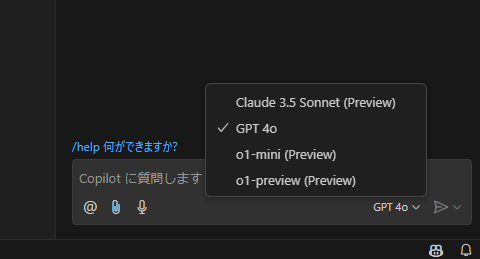 Claude 3.5 Sonnet (Preview)
GPT 4o
o1-mini (Preview)
o1-preview (Preview)
/help 何ができますか?
Copilot に質問します
GPT 4o